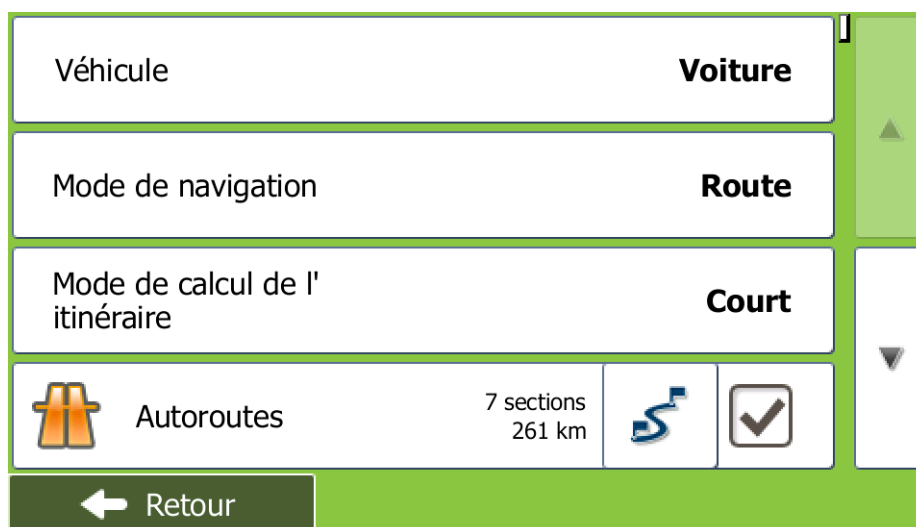 Véhicule Voiture
Mode de navigation Route
Mode de calcul de l'
itinéraire
Court
Autoroutes
7 sections
261 km
Retour